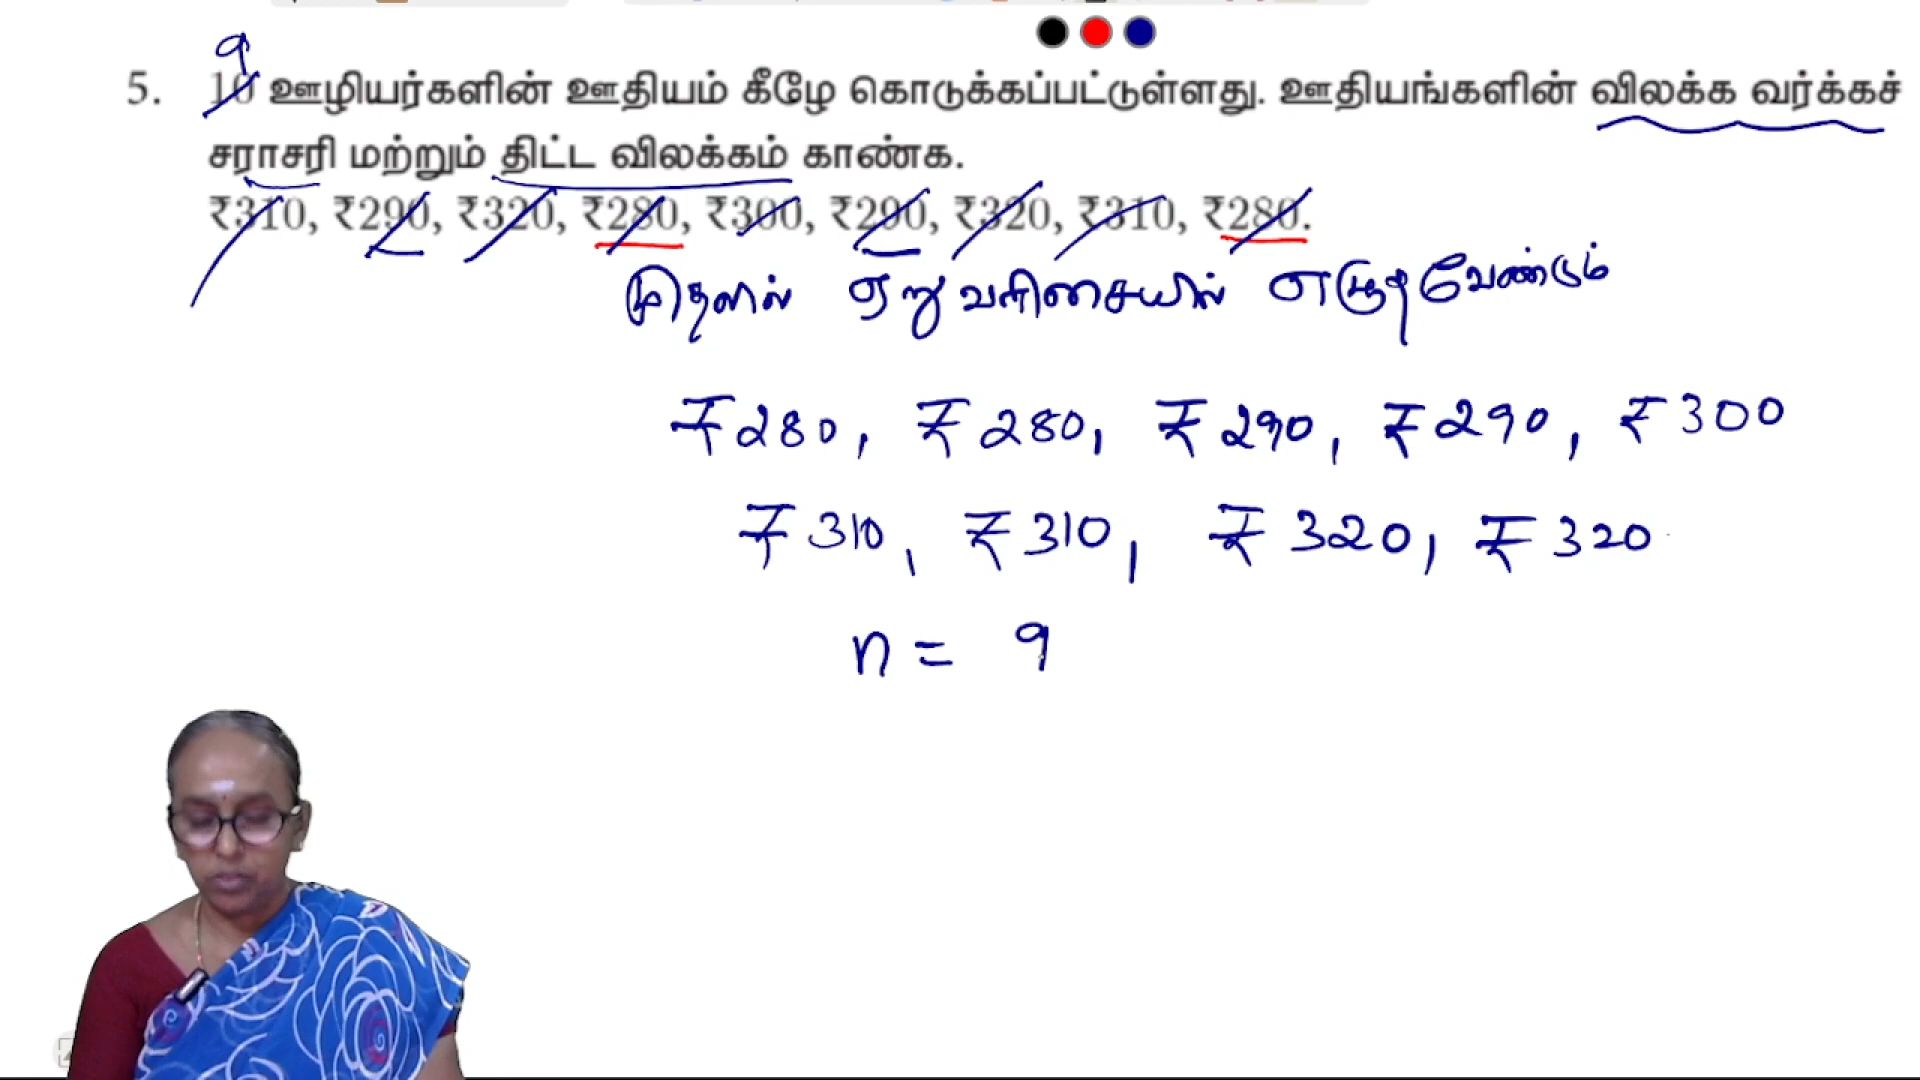 9
5. 10 ஊழியர்களின் ஊதியம் கீழே கொடுக்கப்பட்டுள்ளது. ஊதியங்களின் விலக்க வர்க்கச்
சராசரி மற்றும் திட்ட விலக்கம் காண்க.
₹310, ₹290, ₹320, ₹280, ₹300, ₹290, ₹320, ₹310, ₹280.
முதலில் ஏறு வரிசையில் எழுத வேண்டும்
₹280, ₹280, ₹290, ₹290, ₹300
₹310, ₹310, ₹320, ₹320
n = 9